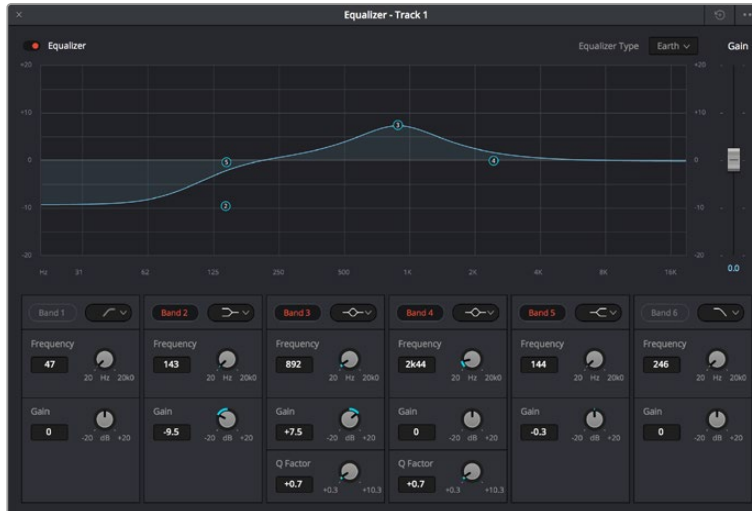 Equalizer - Track 1
Equalizer
Equalizer Type
Earth
Gain
+20
+20
+10
+10
0
0
-10
-10
-20
-20
3
5
4
2
Hz 31 62 125 250 500 1K 2K 4K 8K 16K
0.0
Band 1
Band 2
Band 3
Band 4
Band 5
Band 6
Frequency
Frequency
Frequency
Frequency
Frequency
Frequency
47
143
892
2k44
144
246
20 Hz 20k0
20 Hz 20k0
20 Hz 20k0
20 Hz 20k0
20 Hz 20k0
20 Hz 20k0
Gain
Gain
Gain
Gain
Gain
Gain
0
-9.5
+7.5
0
-0.3
0
-20 dB +20
-20 dB +20
-20 dB +20
-20 dB +20
-20 dB +20
-20 dB +20
Q Factor
Q Factor
+0.7
+0.7
+0.3 +10.3
+0.3 +10.3